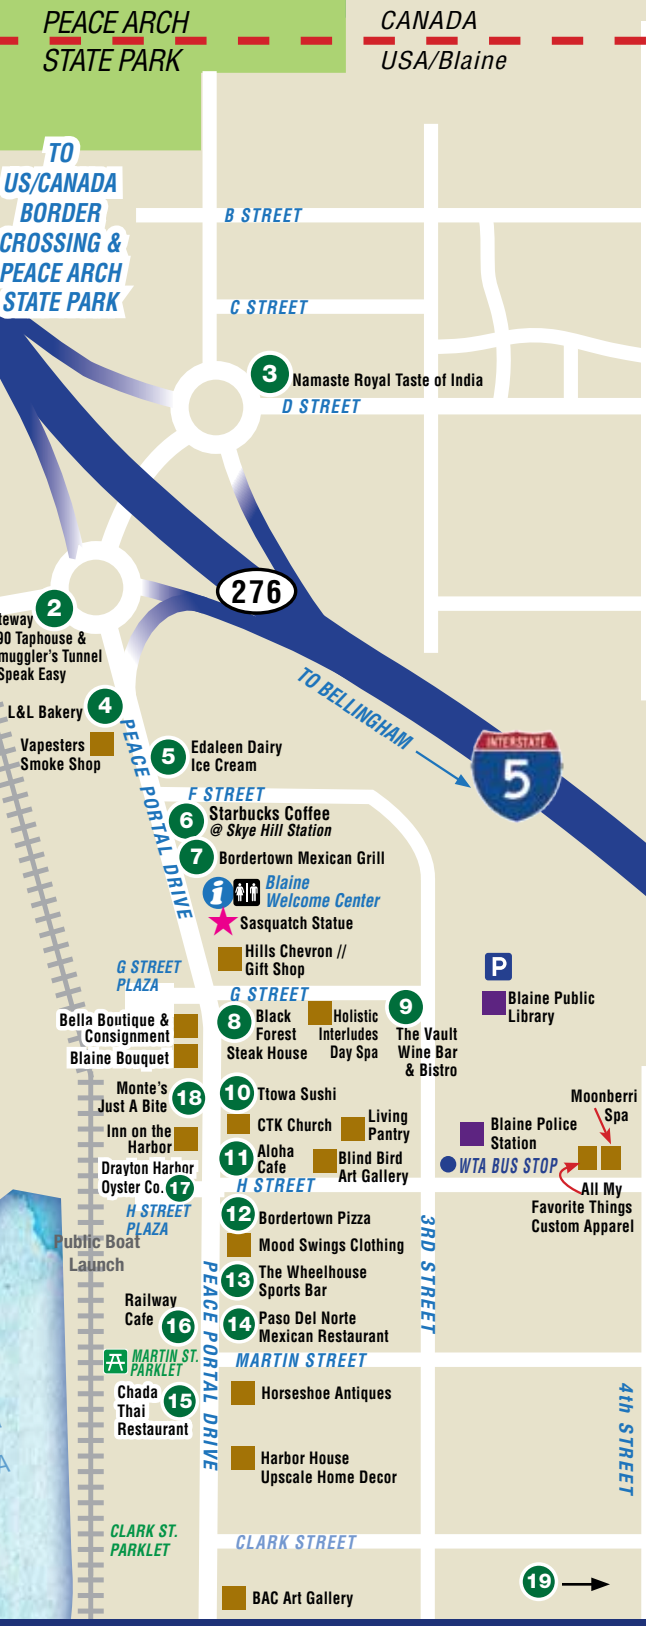 PEACE ARCH
STATE PARK
CANADA
USA/Blaine
TO
US/CANADA
BORDER
CROSSING &
PEACE ARCH
STATE PARK
B STREET
C STREET
3
Namaste Royal Taste of India
D STREET
276
2
teway
90 Taphouse &
muggler's Tunnel
Speak Easy
TO BELLINGHAM
INTERSTATE
5
L&L Bakery
4
Vapesters
Smoke Shop
PEACE PORTAL DRIVE
5
Edaleen Dairy
Ice Cream
F STREET
6
Starbucks Coffee
@ Skye Hill Station
7
Bordertown Mexican Grill
i
Blaine
Welcome Center
Sasquatch Statue
Hills Chevron //
Gift Shop
G STREET
PLAZA
G STREET
P
Blaine Public
Library
Bella Boutique &
Consignment
Blaine Bouquet
8
Black
Forest
Steak House
Holistic
Interludes
Day Spa
9
The Vault
Wine Bar
& Bistro
Monte's
Just A Bite
18
10
Ttowa Sushi
Inn on the
Harbor
CTK Church
Living
Pantry
Blaine Police
Station
Moonberri
Spa
11
Aloha
Cafe
Blind Bird
Art Gallery
WTA BUS STOP
Drayton Harbor
Oyster Co.
17
H STREET
All My
Favorite Things
Custom Apparel
H STREET
PLAZA
12
Bordertown Pizza
Public Boat
Launch
Mood Swings Clothing
3RD STREET
PEACE PORTAL DRIVE
13
The Wheelhouse
Sports Bar
Railway
Cafe
16
14
Paso Del Norte
Mexican Restaurant
MARTIN ST.
PARKLET
MARTIN STREET
Chada
Thai
Restaurant
15
Horseshoe Antiques
4th STREET
Harbor House
Upscale Home Decor
CLARK ST.
PARKLET
CLARK STREET
19
BAC Art Gallery
A